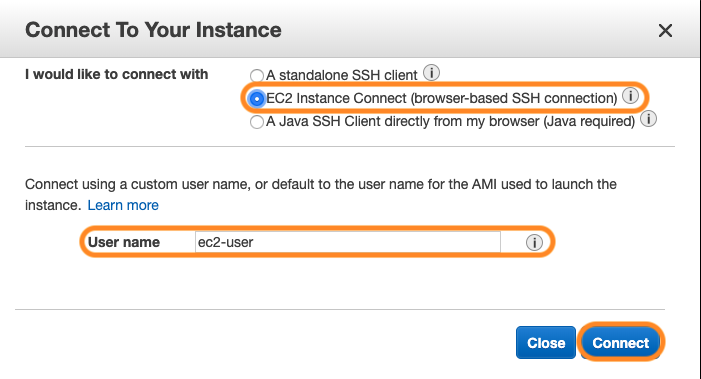 Connect To Your Instance
I would like to connect with
A standalone SSH client
EC2 Instance Connect (browser-based SSH connection)
A Java SSH Client directly from my browser (Java required)
Connect using a custom user name, or default to the user name for the AMI used to launch the
instance. Learn more
User name ec2-user
Close Connect